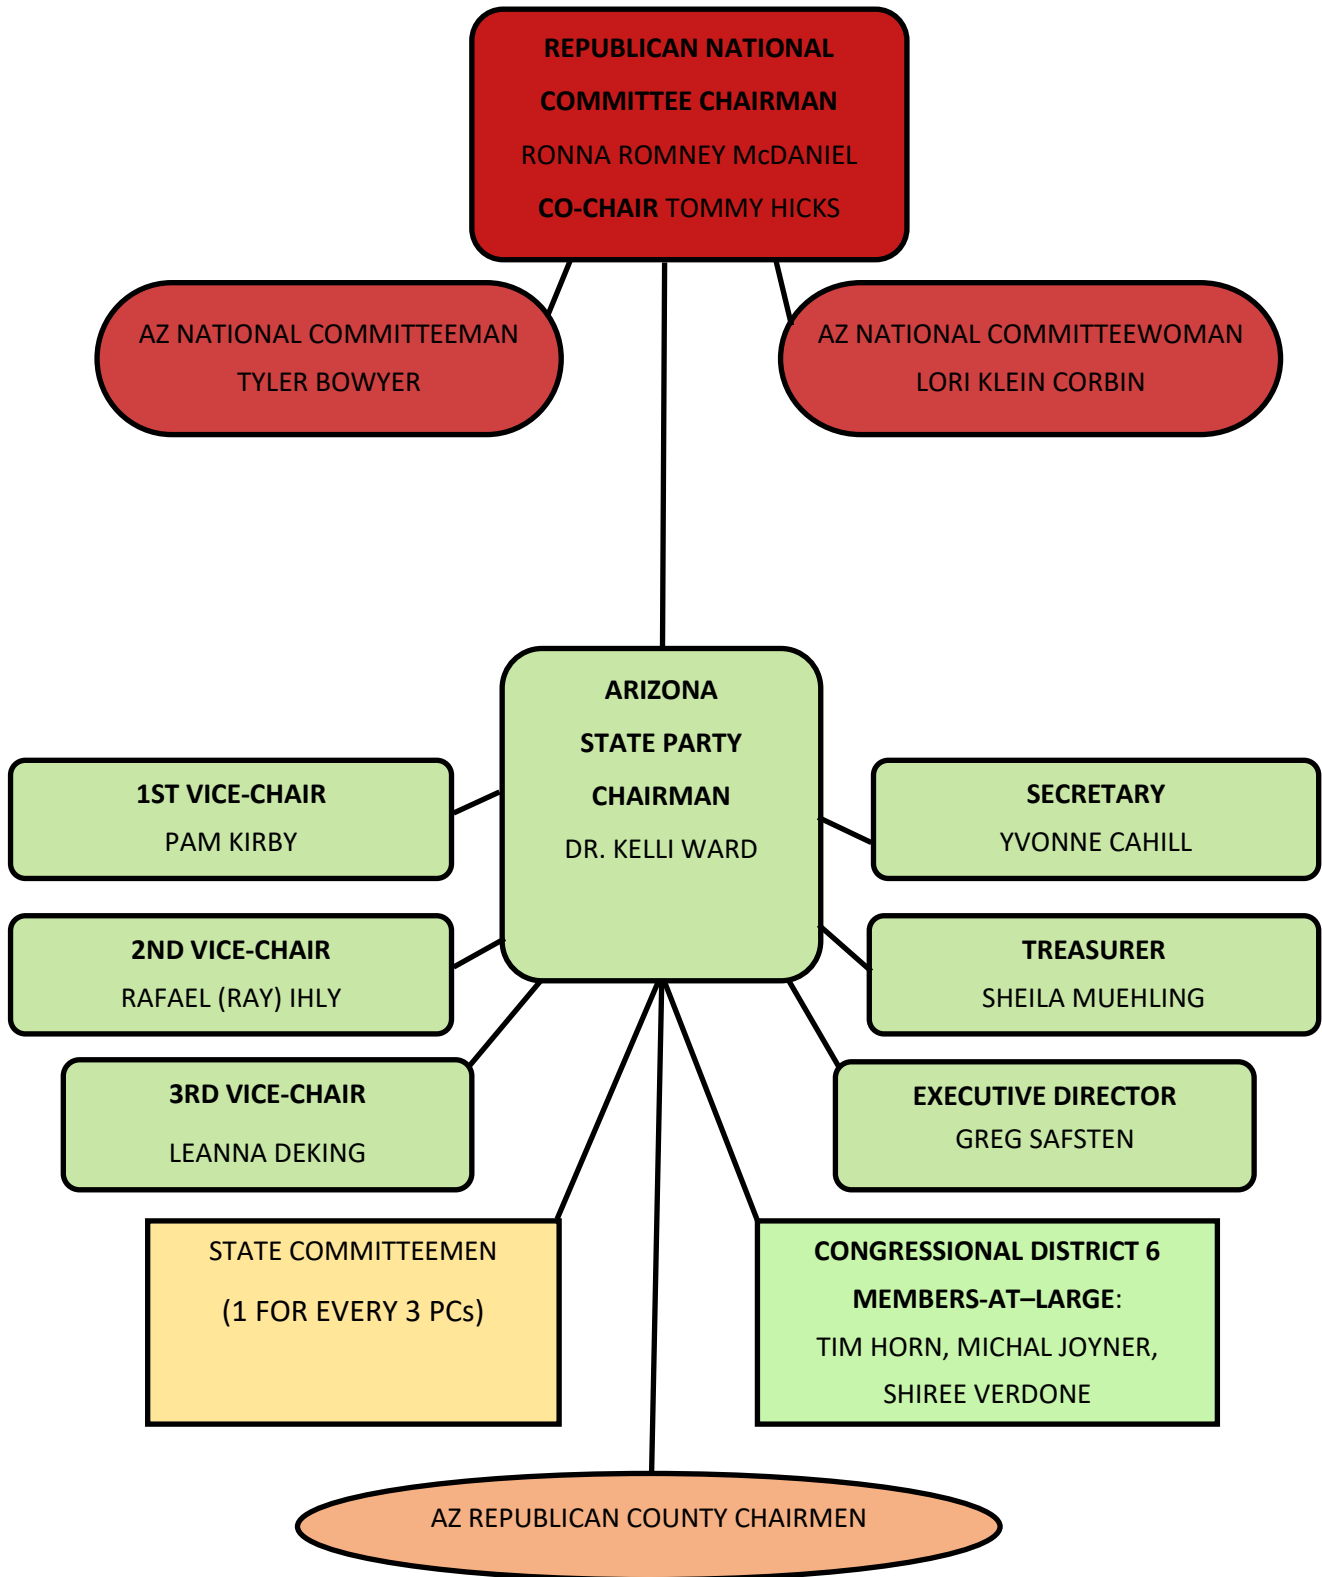 REPUBLICAN NATIONAL
COMMITTEE CHAIRMAN
RONNA ROMNEY McDANIEL
CO-CHAIR TOMMY HICKS
AZ NATIONAL COMMITTEEMAN
TYLER BOWYER
AZ NATIONAL COMMITTEEWOMAN
LORI KLEIN CORBIN
ARIZONA
STATE PARTY
CHAIRMAN
DR. KELLI WARD
1ST VICE-CHAIR
PAM KIRBY
SECRETARY
YVONNE CAHILL
2ND VICE-CHAIR
RAFAEL (RAY) IHLY
TREASURER
SHEILA MUEHLING
3RD VICE-CHAIR
LEANNA DEKING
EXECUTIVE DIRECTOR
GREG SAFSTEN
STATE COMMITTEEMEN
(1 FOR EVERY 3 PCs)
CONGRESSIONAL DISTRICT 6
MEMBERS-AT–LARGE:
TIM HORN, MICHAL JOYNER,
SHIREE VERDONE
AZ REPUBLICAN COUNTY CHAIRMEN